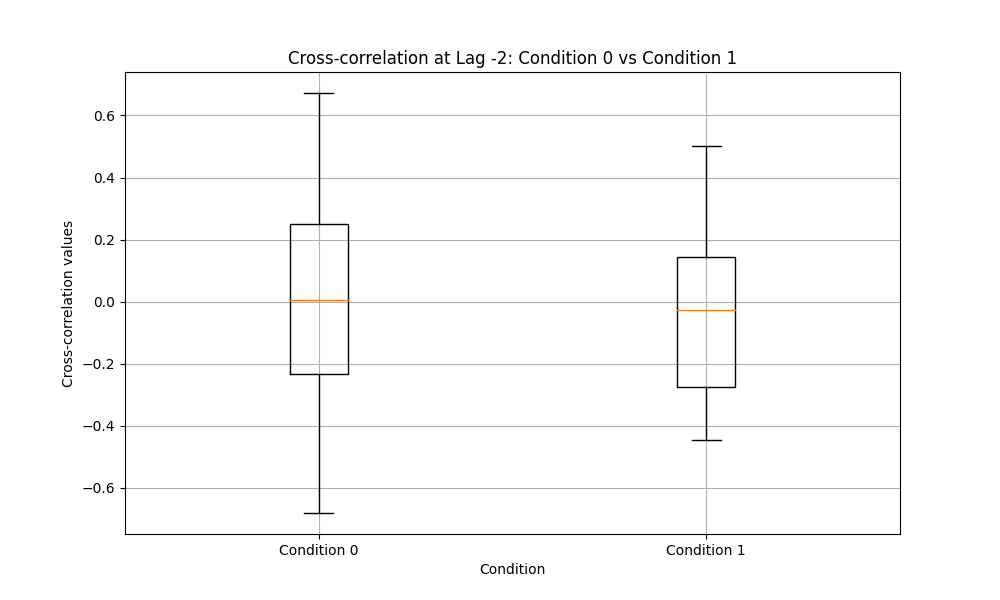 Cross-correlation at Lag -2: Condition 0 vs Condition 1
Cross-correlation values
0.6
0.4
0.2
0.0
−0.2
−0.4
−0.6
Condition 0
Condition 1
Condition